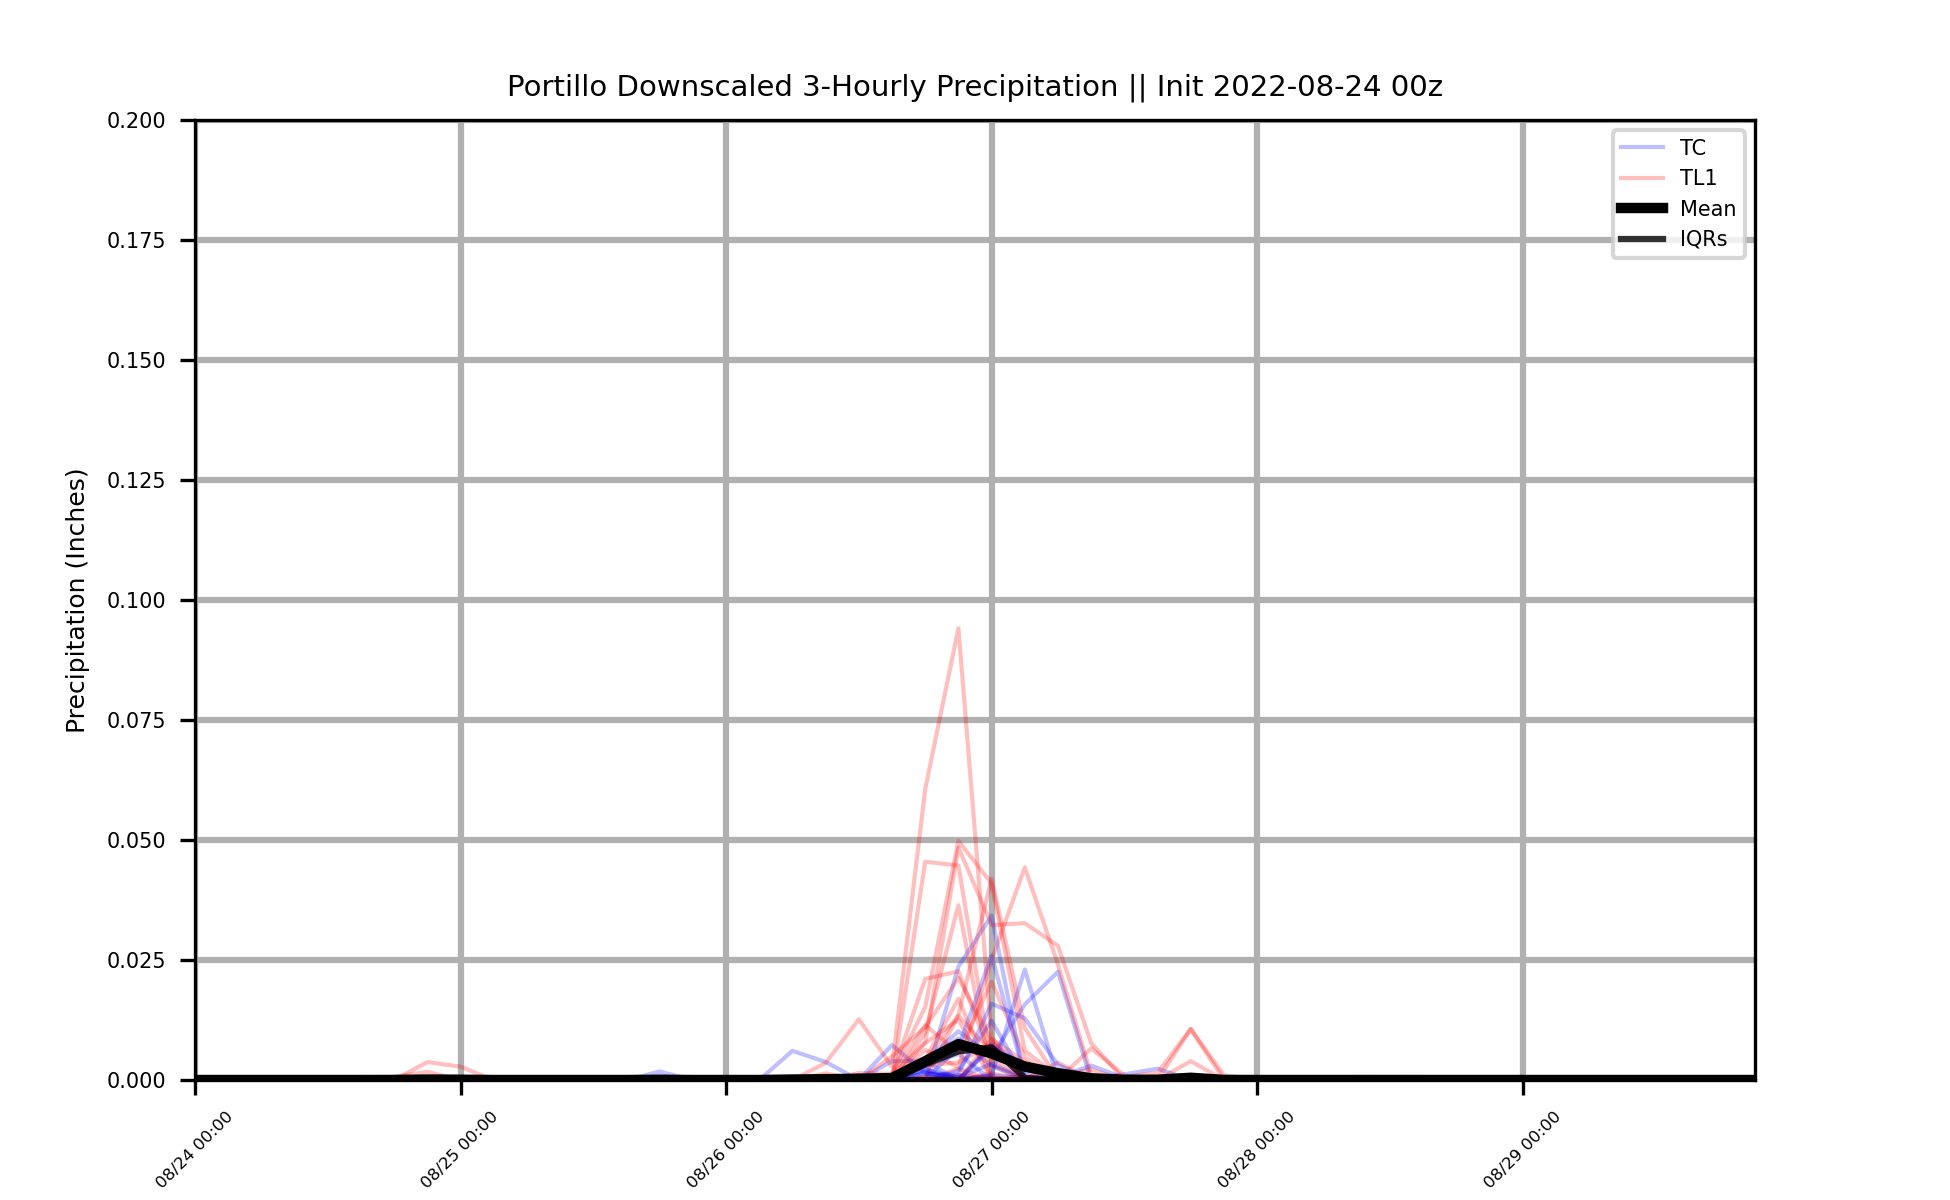 Portillo Downscaled 3-Hourly Precipitation || Init 2022-08-24 00z
0.200
0.175
0.150
0.125
0.100
0.075
0.050
0.025
0.000
Precipitation (Inches)
TC
TL1
Mean
IQRs
08/24 00:00
08/25 00:00
08/26 00:00
08/27 00:00
08/28 00:00
08/29 00:00